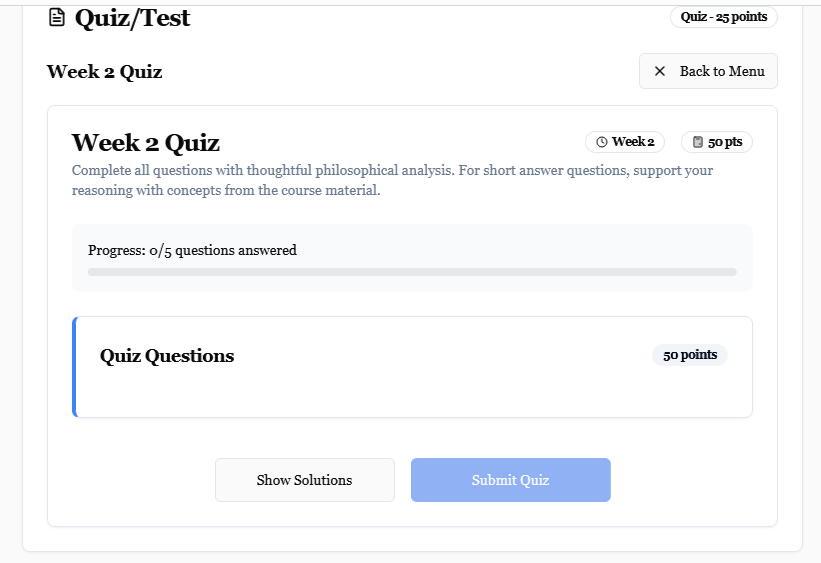 Quiz/Test
Quiz - 25 points
Week 2 Quiz
Back to Menu
Week 2 Quiz
Week 2
50 pts
Complete all questions with thoughtful philosophical analysis. For short answer questions, support your
reasoning with concepts from the course material.
Progress: 0/5 questions answered
Quiz Questions
50 points
Show Solutions
Submit Quiz